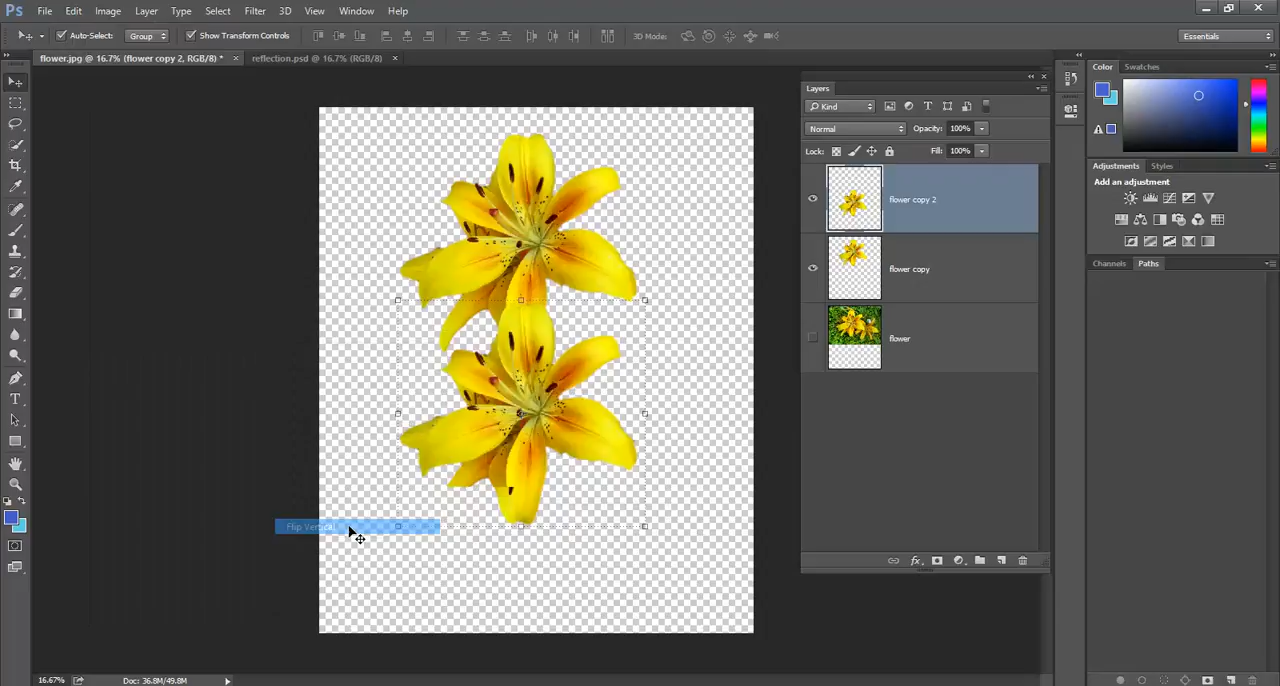 Ps File Edit Image Layer Type Select Filter 3D View Window Help
Auto-Select: Group Show Transform Controls 3D Mode: Essentials
flower.jpg @ 16.7% (flower copy 2, RGB/8) * × reflection.psd @ 16.7% (RGB/8) ×
Color Swatches
Layers
Kind
Normal Opacity: 100%
Lock: Fill: 100%
Adjustments Styles
Add an adjustment
flower copy 2
Channels Paths
flower copy
flower
Flip Vertical
16.67% Doc: 36.8M/49.8M